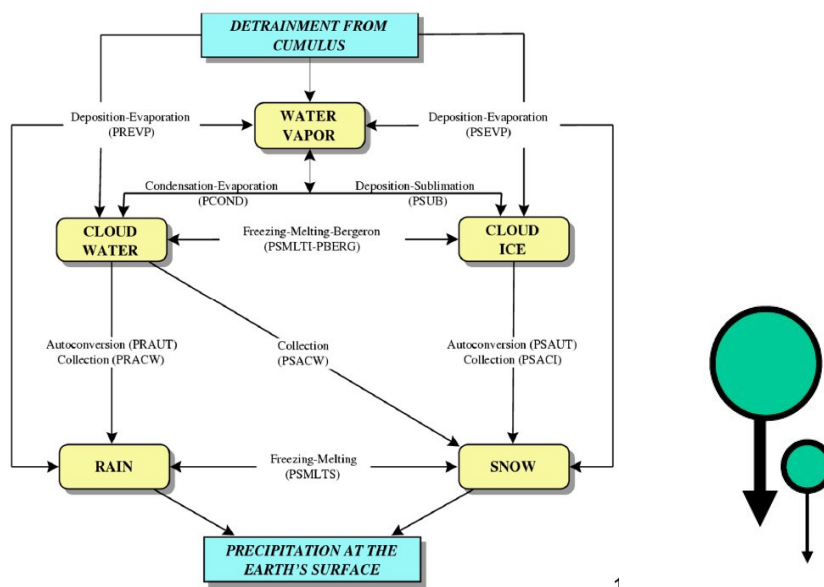 DETRAINMENT FROM
CUMULUS
Deposition-Evaporation
(PREVP)
WATER
VAPOR
Deposition-Evaporation
(PSEVP)
Condensation-Evaporation
(PCOND)
Deposition-Sublimation
(PSUB)
CLOUD
WATER
Freezing-Melting-Bergeron
(PSMLTI-PBERG)
CLOUD
ICE
Autoconversion (PRAUT)
Collection (PRACW)
Collection
(PSACW)
Autoconversion (PSAUT)
Collection (PSACI)
RAIN
Freezing-Melting
(PSMLTS)
SNOW
PRECIPITATION AT THE
EARTH'S SURFACE